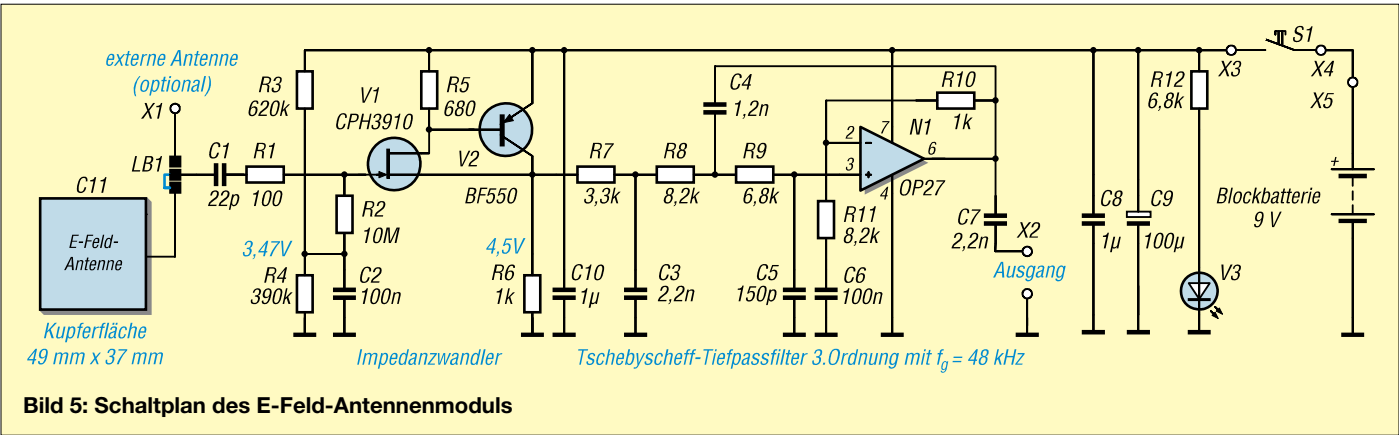 externe Antenne
(optional)
X1
LB1
C11
E-Feld-
Antenne
Kupferfläche
49 mm x 37 mm
C1
22p
R1
100
R3
620k
3,47V
R4
390k
R2
10M
C2
100n
V1
CPH3910
R5
680
V2
BF550
4,5V
R6
1k
C10
1µ
Impedanzwandler
R7
3,3k
C3
2,2n
R8
8,2k
C4
1,2n
R9
6,8k
C5
150p
R10
1k
2
3
7
4
6
-
+
N1
OP27
R11
8,2k
C6
100n
C7
2,2n
X2
Ausgang
Tschebyscheff-Tiefpassfilter 3.Ordnung mit fg = 48 kHz
C8
1µ
C9
100µ
R12
6,8k
V3
X3
S1
X4
X5
+
Blockbatterie
9 V
Bild 5: Schaltplan des E-Feld-Antennenmoduls